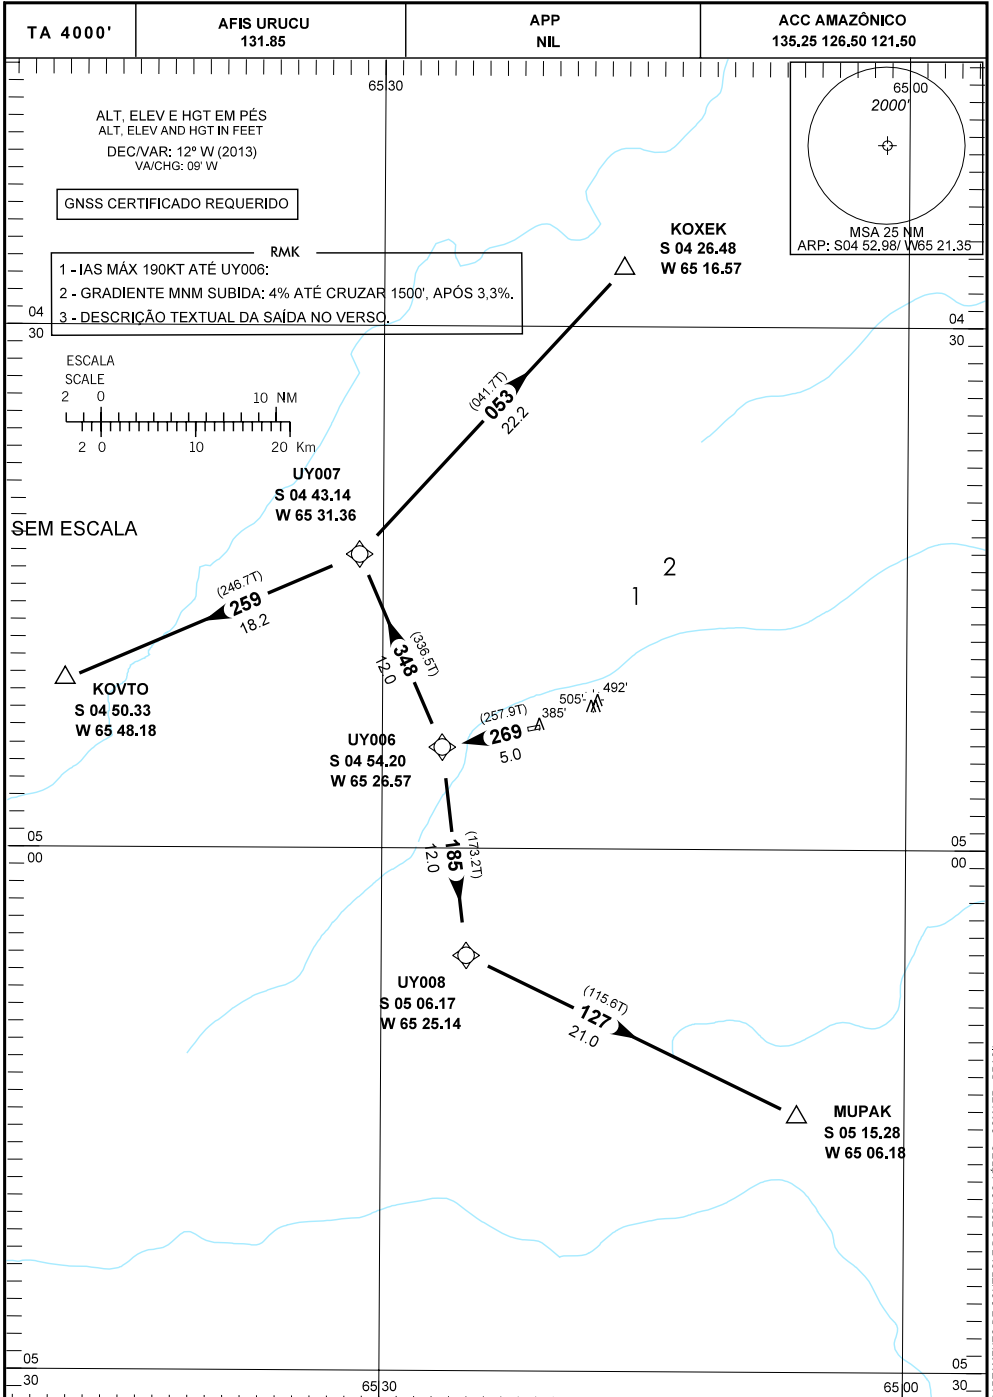 TA 4000'
AFIS URUCU
131.85
APP
NIL
ACC AMAZÔNICO
135.25 126.50 121.50
65 30
65 00
2000'
MSA 25 NM
ARP: S04 52.98/ W65 21.35
ALT, ELEV E HGT EM PÉS
ALT, ELEV AND HGT IN FEET
DEC/VAR: 12º W (2013)
VA/CHG: 09' W
GNSS CERTIFICADO REQUERIDO
RMK
1 - IAS MÁX 190KT ATÉ UY006:
2 - GRADIENTE MNM SUBIDA: 4% ATÉ CRUZAR 1500', APÓS 3,3%.
3 - DESCRIÇÃO TEXTUAL DA SAÍDA NO VERSO.
KOXEK
S 04 26.48
W 65 16.57
04
30
04
30
ESCALA
SCALE
2 0 10 NM
2 0 10 20 Km
(041.7T)
053
22.2
UY007
S 04 43.14
W 65 31.36
SEM ESCALA
2
1
(246.7T)
259
18.2
(336.5T)
348
12.0
KOVTO
S 04 50.33
W 65 48.18
505'
492'
385'
(257.9T)
269
5.0
UY006
S 04 54.20
W 65 26.57
05
00
05
00
(173.2T)
185
12.0
UY008
S 05 06.17
W 65 25.14
(115.6T)
127
21.0
MUPAK
S 05 15.28
W 65 06.18
05
30
05
30
65 30
65 00